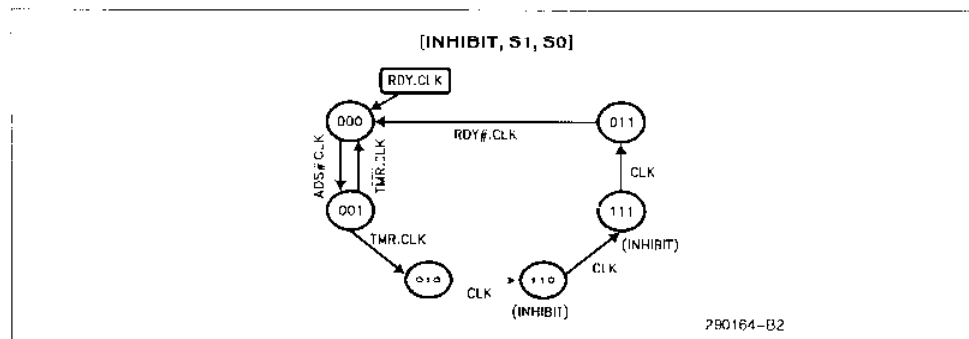 [INHIBIT, S1, S0]
RDY.CLK
000
011
RDY#.CLK
ADS#.CLK
TMR.CLK
CLK
001
111
TMR.CLK
(INHIBIT)
CLK
010
CLK
110
(INHIBIT)
290164-B2